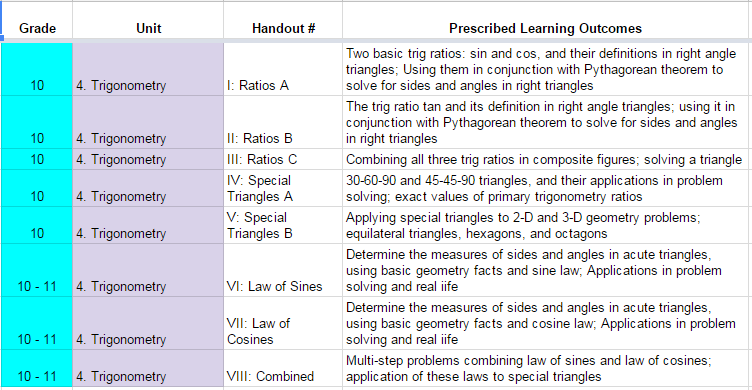 Grade Unit Handout # Prescribed Learning Outcomes
Two basic trig ratios: sin and cos, and their definitions in right angle
triangles; Using them in conjunction with Pythagorean theorem to
10 4. Trigonometry I: Ratios A solve for sides and angles in right triangles
The trig ratio tan and its definition in right angle triangles; using it in
conjunction with Pythagorean theorem to solve for sides and angles
10 4. Trigonometry II: Ratios B in right triangles
10 4. Trigonometry III: Ratios C Combining all three trig ratios in composite figures; solving a triangle
IV: Special 30-60-90 and 45-45-90 triangles, and their applications in problem
10 4. Trigonometry Triangles A solving; exact values of primary trigonometry ratios
V: Special Applying special triangles to 2-D and 3-D geometry problems;
10 4. Trigonometry Triangles B equilateral triangles, hexagons, and octagons
Determine the measures of sides and angles in acute triangles,
using basic geometry facts and sine law; Applications in problem
10 - 11 4. Trigonometry VI: Law of Sines solving and real iife
Determine the measures of sides and angles in acute triangles,
VII: Law of using basic geometry facts and cosine law; Applications in problem
10 - 11 4. Trigonometry Cosines solving and real iife
Multi-step problems combining law of sines and law of cosines;
10 - 11 4. Trigonometry VIII: Combined application of these laws to special triangles